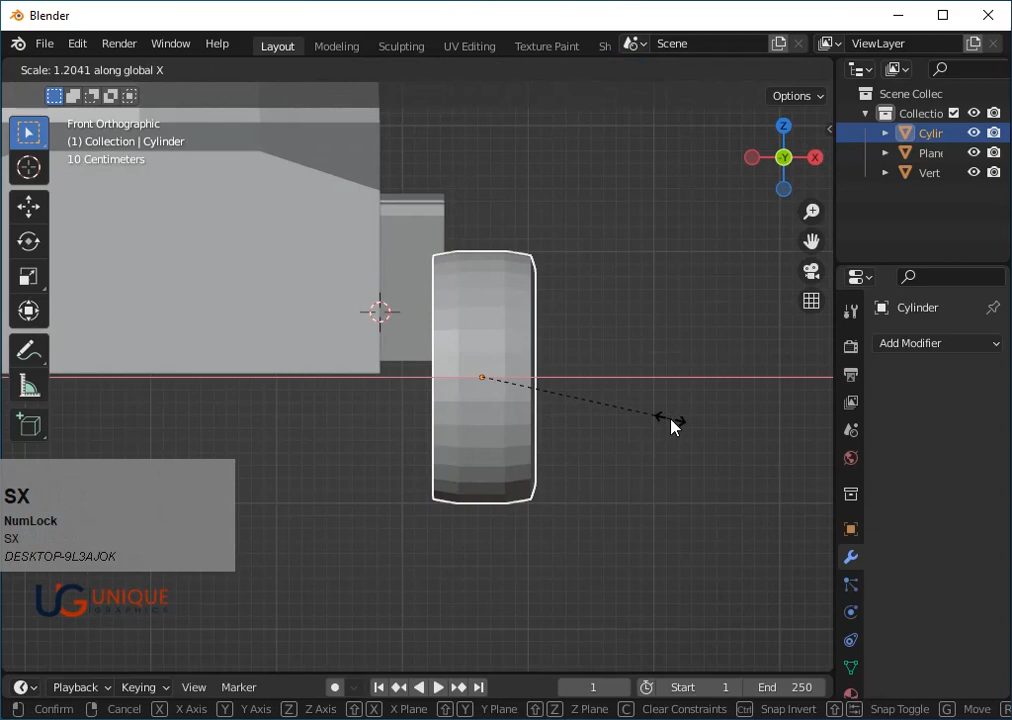 Blender
File Edit Render Window Help Layout Modeling Sculpting UV Editing Texture Paint Sh Scene ViewLayer
Scale: 1.2041 along global X
Options
Front Orthographic
(1) Collection | Cylinder
10 Centimeters
Z
-Y X
Scene Collec
Collectio
Cylin
Plane
Vert
Cylinder
Add Modifier
SX
NumLock
SX
DESKTOP-9L3AJOK
UG UNIQUE
GRAPHICS
Playback Keying View Marker 1 Start 1 End 250
Confirm Cancel X X Axis Y Y Axis Z Z Axis X X Plane Y Y Plane Z Z Plane C Clear Constraints Ctrl Snap Invert Snap Toggle G Move R